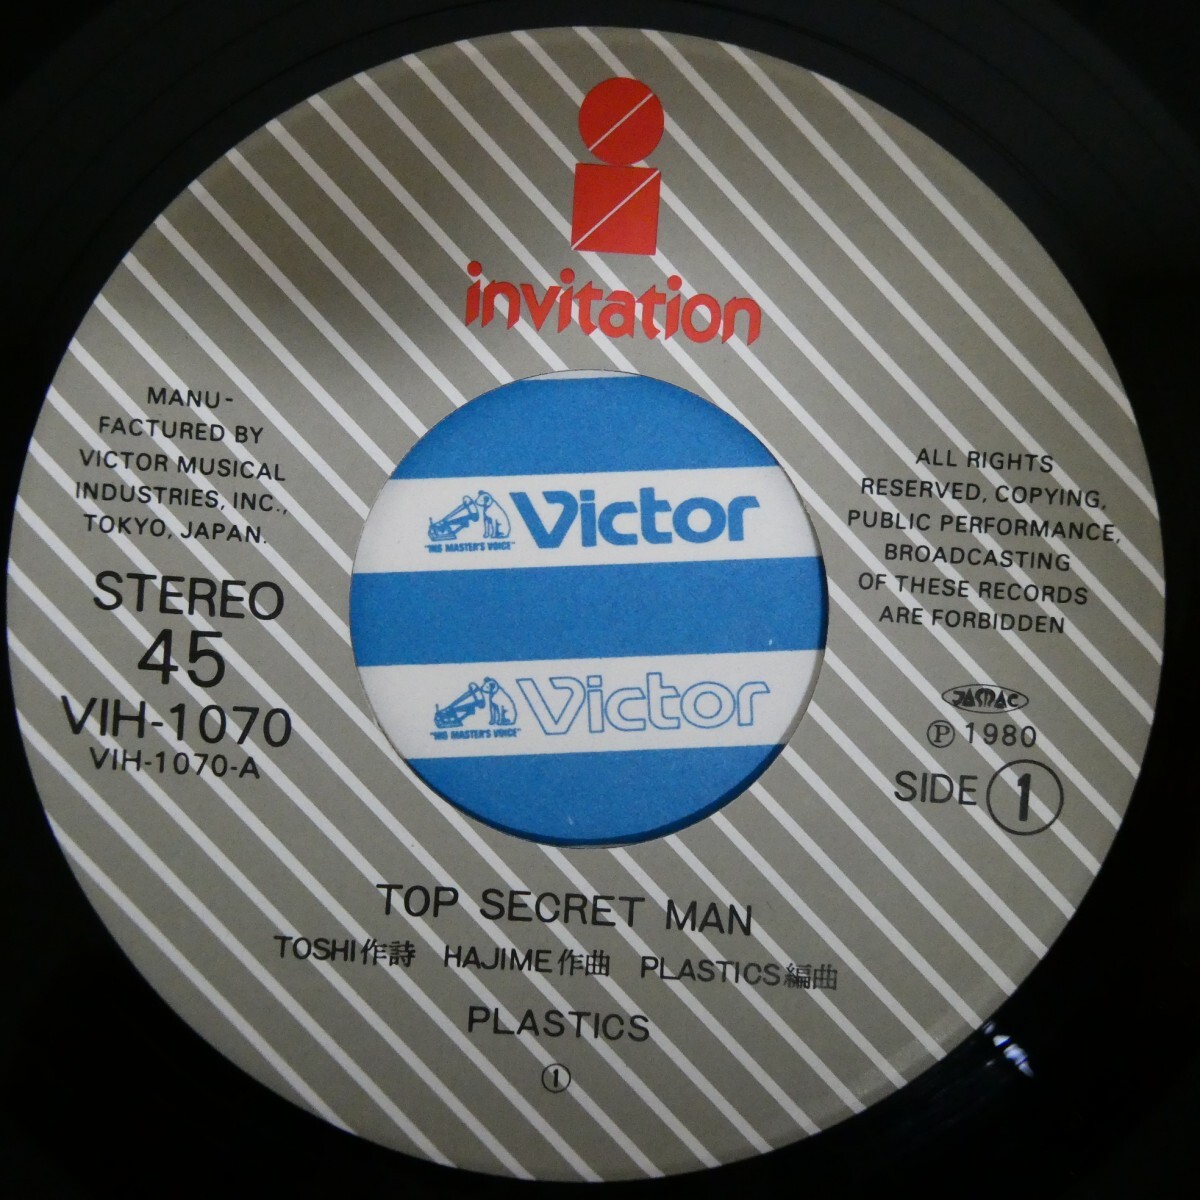 invitation
MANU-
FACTURED BY
VICTOR MUSICAL
INDUSTRIES, INC.,
TOKYO, JAPAN.
STEREO
45
VIH-1070
VIH-1070-A
"HIS MASTER'S VOICE" Victor
"HIS MASTER'S VOICE" Victor
ALL RIGHTS
RESERVED, COPYING,
PUBLIC PERFORMANCE,
BROADCASTING
OF THESE RECORDS
ARE FORBIDDEN
JASRAC
Ⓟ 1980
SIDE 1
TOP SECRET MAN
TOSHI作詩 HAJIME作曲 PLASTICS編曲
PLASTICS
①